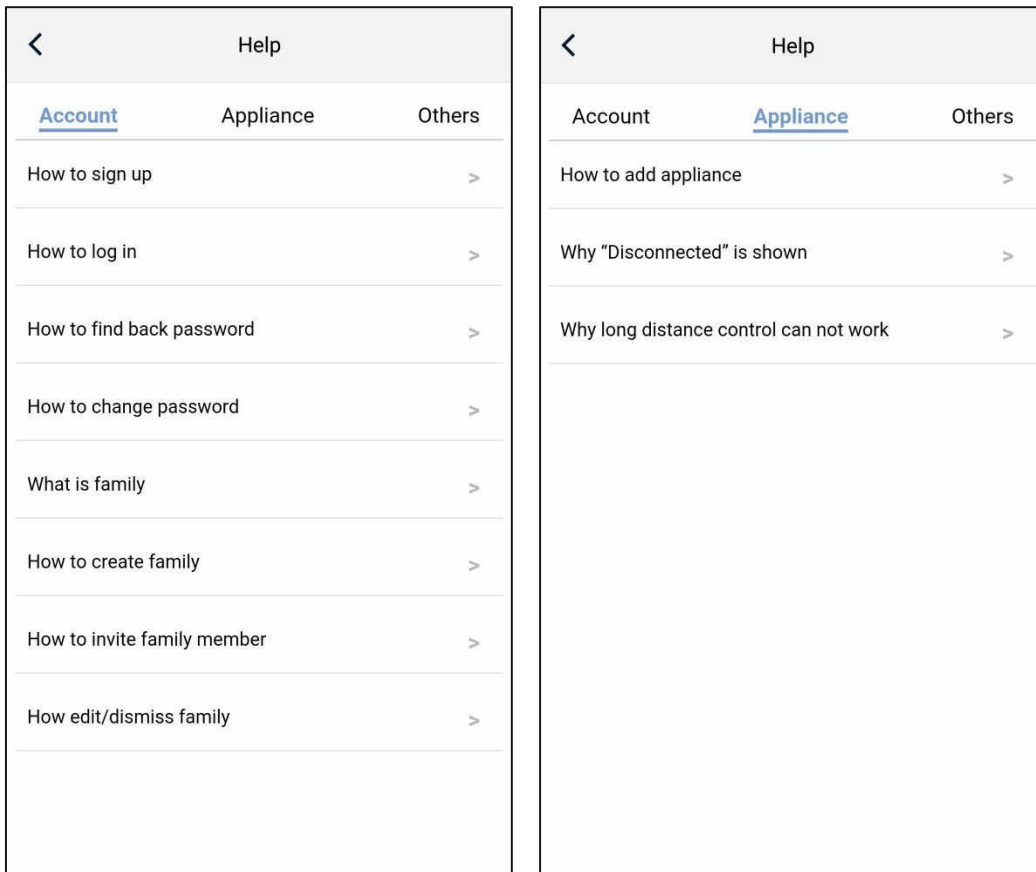 Help
Account Appliance Others
How to sign up >
How to log in >
How to find back password >
How to change password >
What is family >
How to create family >
How to invite family member >
How edit/dismiss family >
Help
Account Appliance Others
How to add appliance >
Why “Disconnected” is shown >
Why long distance control can not work >